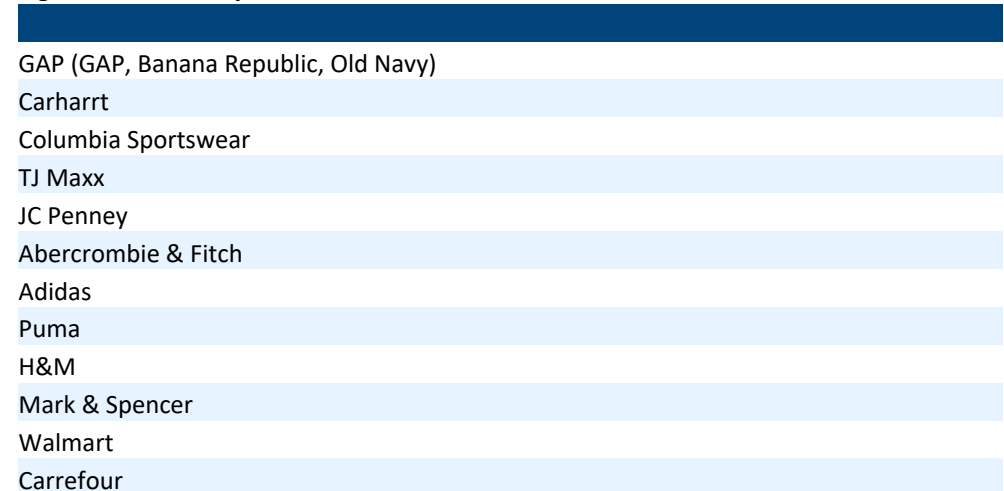 GAP (GAP, Banana Republic, Old Navy)
Carharrt
Columbia Sportswear
TJ Maxx
JC Penney
Abercrombie & Fitch
Adidas
Puma
H&M
Mark & Spencer
Walmart
Carrefour